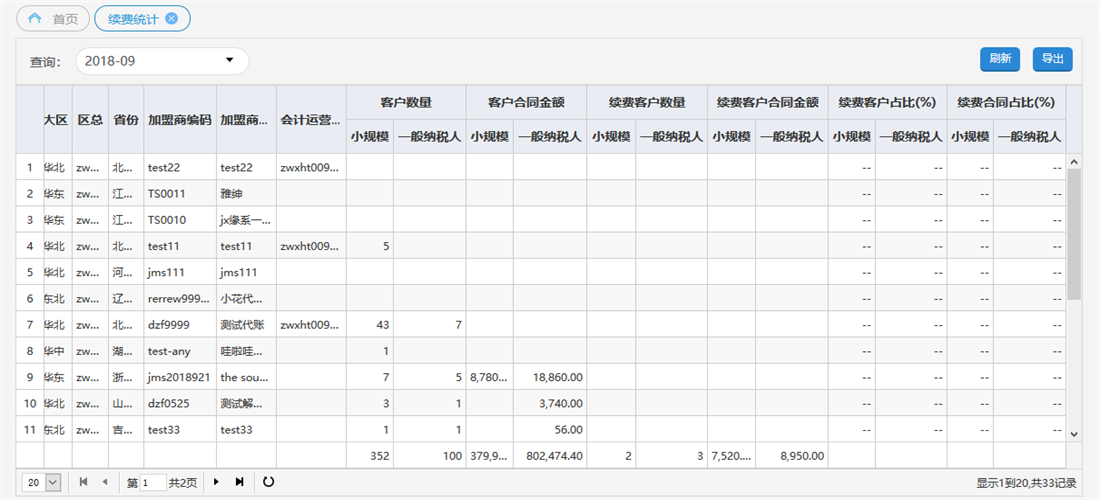 首页 续费统计
查询: 2018-09 刷新 导出
大区 区总 省份 加盟商编码 加盟商... 会计运营... 客户数量 客户合同金额 续费客户数量 续费客户合同金额 续费客户占比(%) 续费合同占比(%)
小规模 一般纳税人 小规模 一般纳税人 小规模 一般纳税人 小规模 一般纳税人 小规模 一般纳税人 小规模 一般纳税人
1 华北 zw... 北... test22 test22 zwxht009... -- -- -- --
2 华东 zw... 江... TS0011 雅绅 -- -- -- --
3 华东 zw... 江... TS0010 jx缘系一... -- -- -- --
4 华北 zw... 北... test11 test11 zwxht009... 5 -- -- -- --
5 华北 zw... 河... jms111 jms111 -- -- -- --
6 东北 zw... 辽... rerrew999... 小花代... -- -- -- --
7 华北 zw... 北... dzf9999 测试代账 zwxht009... 43 7 -- -- -- --
8 华中 zw... 湖... test-any 哇啦哇... 1 -- -- -- --
9 华东 zw... 浙... jms2018921 the sou... 7 5 8,780... 18,860.00 -- -- -- --
10 华北 zw... 山... dzf0525 测试解... 3 1 3,740.00 -- -- -- --
11 东北 zw... 吉... test33 test33 1 1 56.00 -- -- -- --
352 100 379,9... 802,474.40 2 3 7,520.... 8,950.00
20 第 1 共2页 显示1到20,共33记录